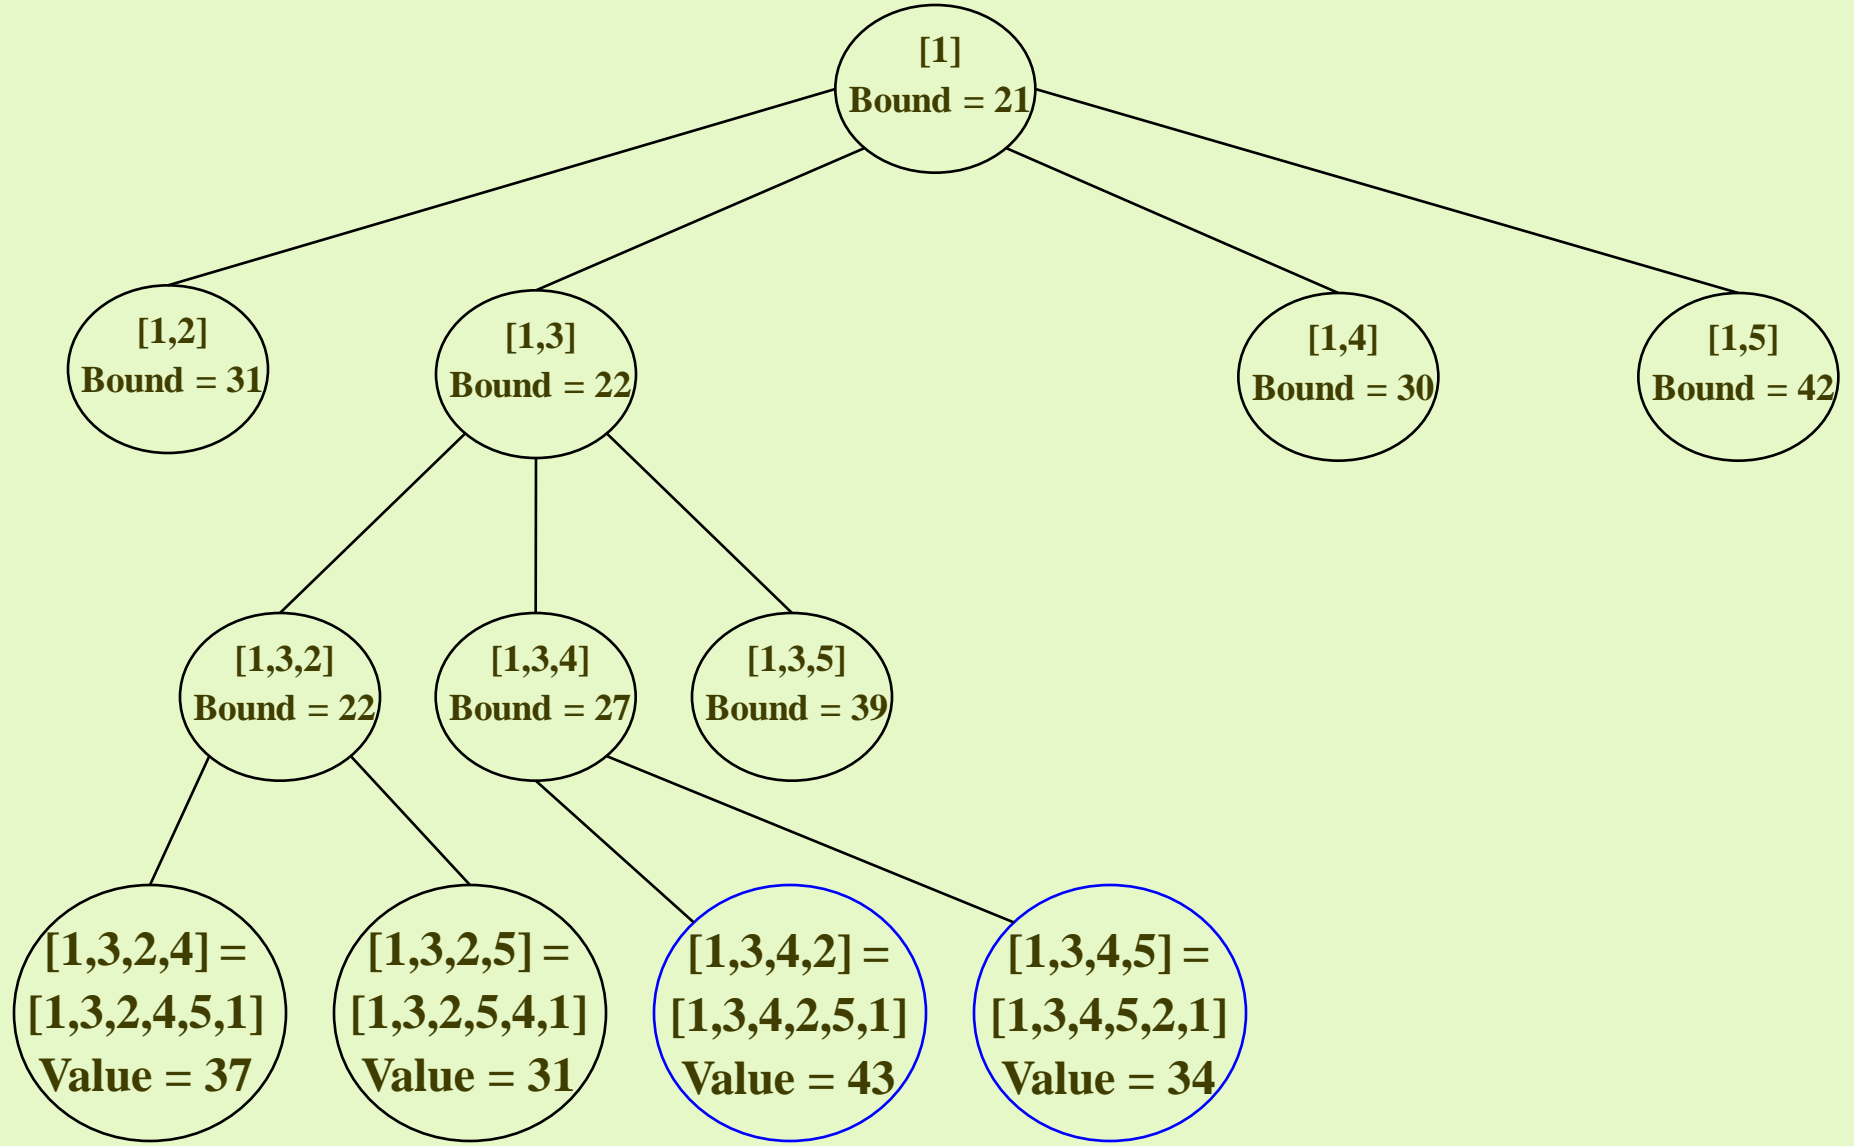 [1]
Bound = 21
[1,2]
Bound = 31
[1,3]
Bound = 22
[1,4]
Bound = 30
[1,5]
Bound = 42
[1,3,2]
Bound = 22
[1,3,4]
Bound = 27
[1,3,5]
Bound = 39
[1,3,2,4] =
[1,3,2,4,5,1]
Value = 37
[1,3,2,5] =
[1,3,2,5,4,1]
Value = 31
[1,3,4,2] =
[1,3,4,2,5,1]
Value = 43
[1,3,4,5] =
[1,3,4,5,2,1]
Value = 34